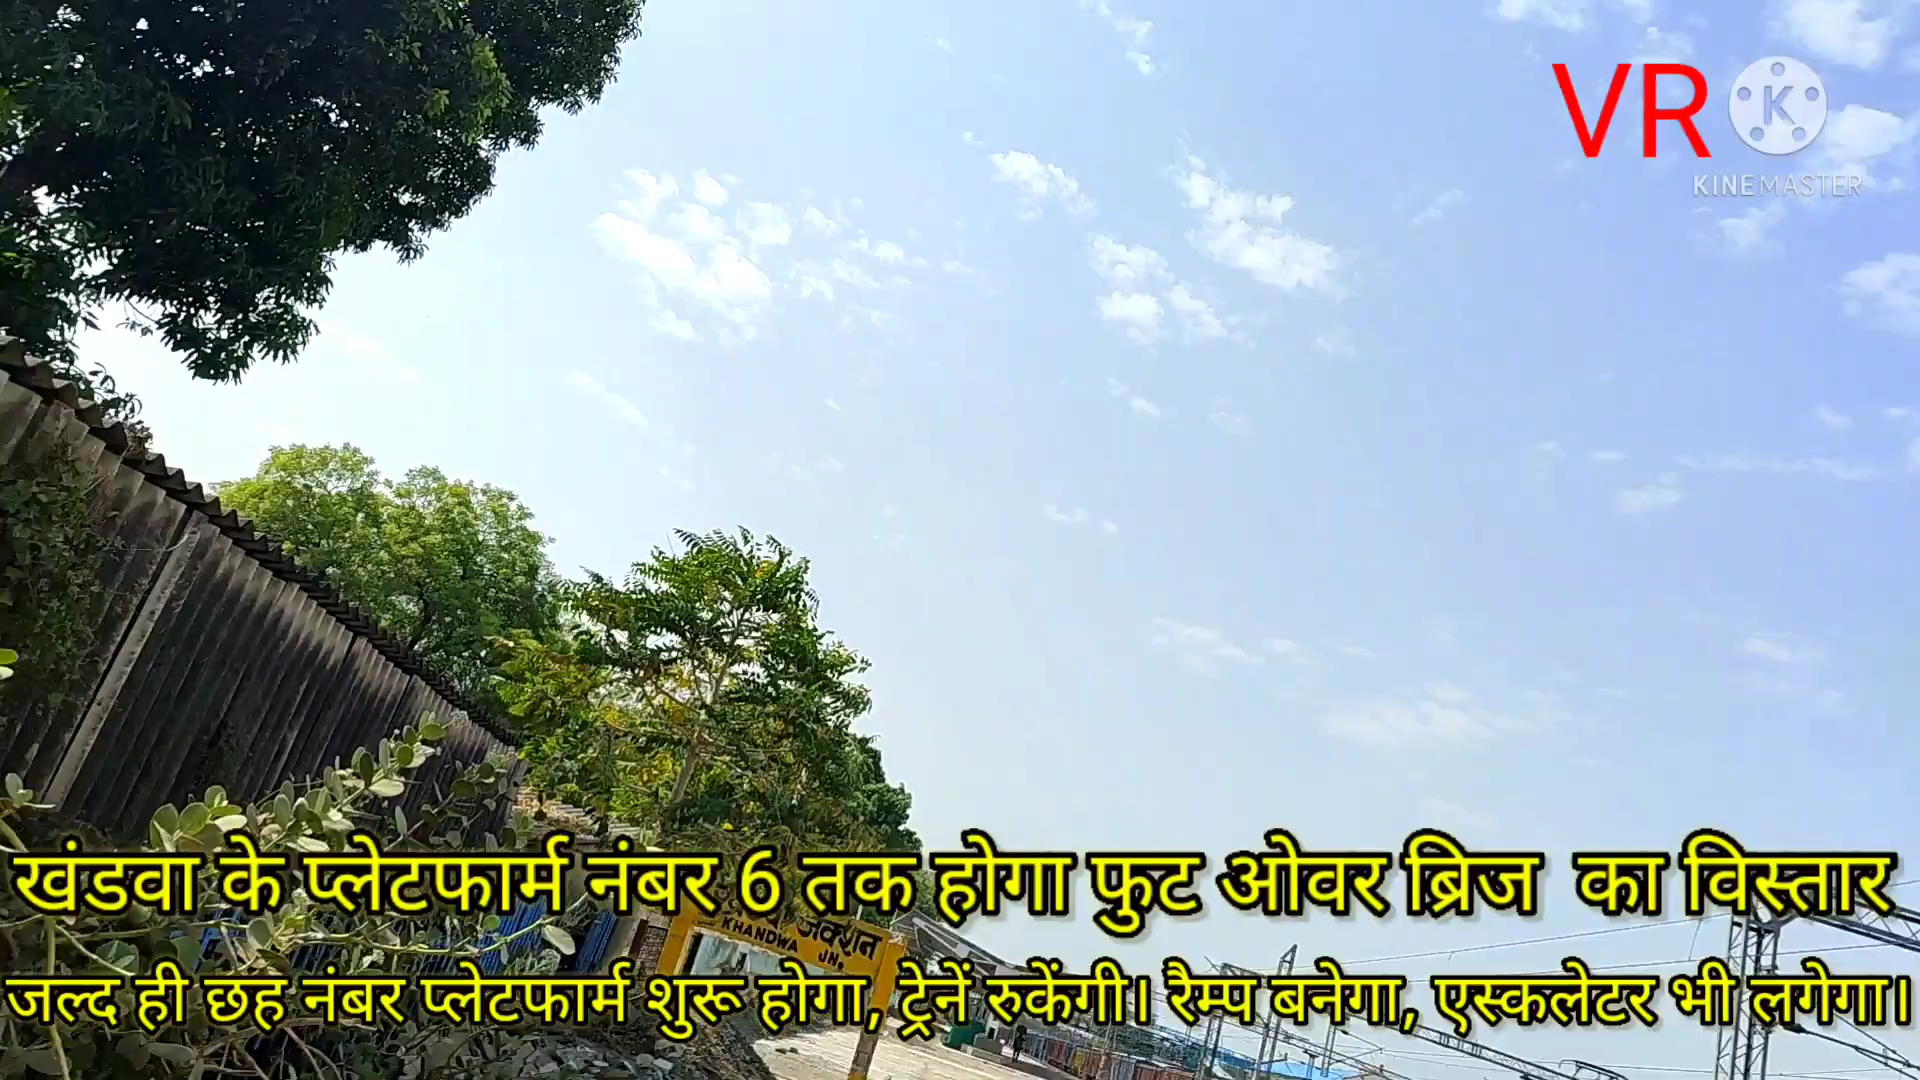 VR
K
KINEMASTER
खंडवा के प्लेटफार्म नंबर 6 तक होगा फुट ओवर ब्रिज का विस्तार
जंक्शन
KHANDWA JN.
जल्द ही छह नंबर प्लेटफार्म शुरू होगा, ट्रेनें रुकेंगी। रैम्प बनेगा, एस्कलेटर भी लगेगा।